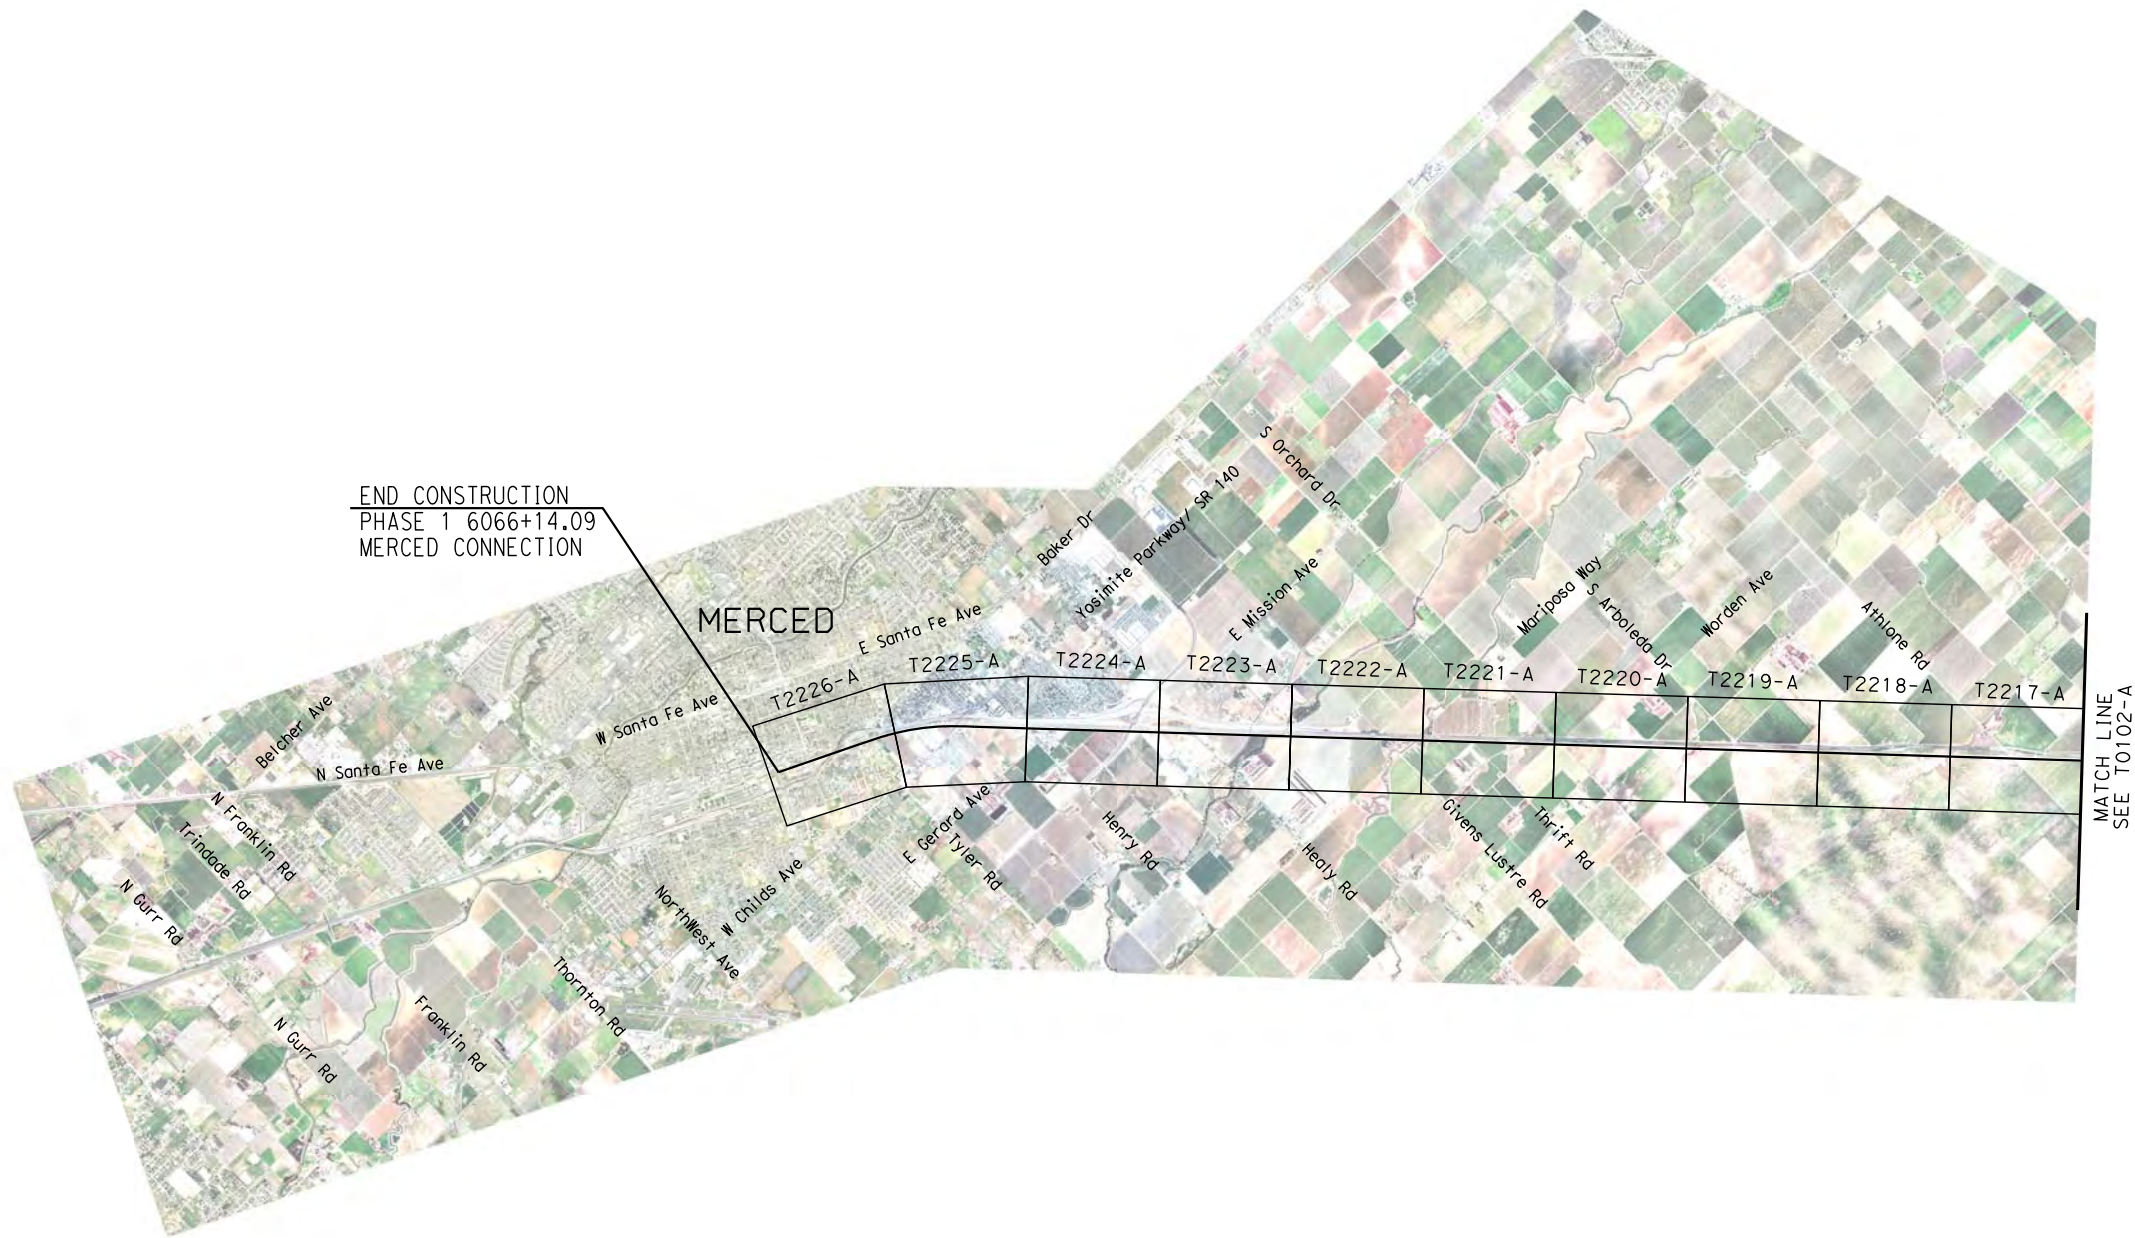 END CONSTRUCTION
PHASE 1 6066+14.09
MERCED CONNECTION
MERCED
S Orchard Dr
Baker Dr
Yosimite Parkway/ SR 140
E Mission Ave
Mariposa Way
S Arboleda Dr
Worden Ave
Athlone Rd
E Santa Fe Ave
W Santa Fe Ave
N Santa Fe Ave
Belcher Ave
T2226-A
T2225-A
T2224-A
T2223-A
T2222-A
T2221-A
T2220-A
T2219-A
T2218-A
T2217-A
MATCH LINE
SEE T0102-A
N Franklin Rd
Trindade Rd
N Gurr Rd
N Gurr Rd
Franklin Rd
Thornton Rd
NorthWest Ave
W Childs Ave
E Gerard Ave
Tyler Rd
Henry Rd
Healy Rd
Givens Lustre Rd
Thrift Rd